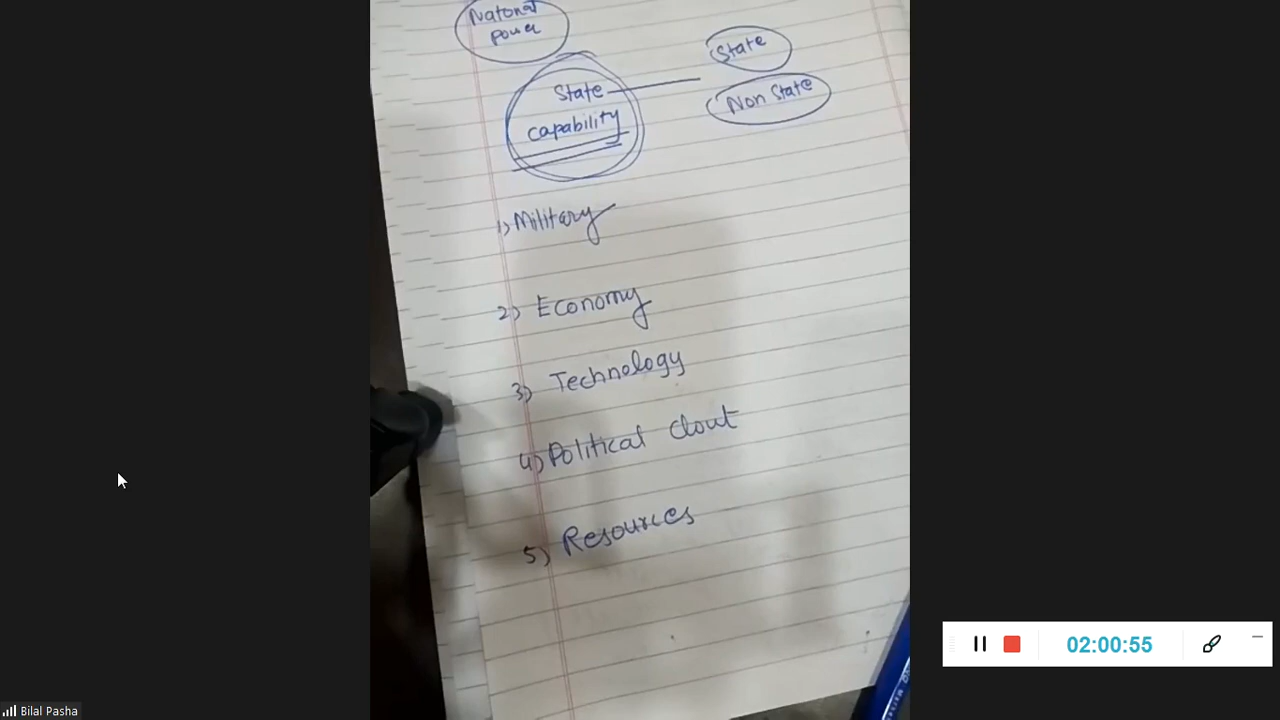 National
power
State
capability
State
Non State
1) Military
2) Economy
3) Technology
4) Political clout
5) Resources
02:00:55
Bilal Pasha